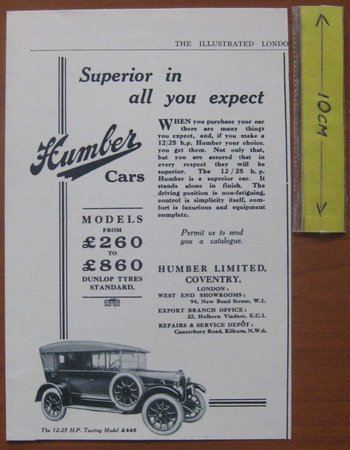 THE ILLUSTRATED LONDO
Superior in
all you expect
Humber
Cars
WHEN you purchase your car
there are many things
you expect, and, if you make a
12/25 h.p. Humber your choice,
you get them. Not only that,
but you are assured that in
every respect they will be
superior. The 12/25 h.p.
Humber is a superior car. It
stands alone in finish. The
driving position is non-fatiguing,
control is simplicity itself, com-
fort is luxurious and equipment
complete.
MODELS
FROM
£260
TO
£860
DUNLOP TYRES
STANDARD.
Permit us to send
you a catalogue.
HUMBER LIMITED,
COVENTRY.
LONDON:
WEST END SHOWROOMS:
94, New Bond Street, W.1.
EXPORT BRANCH OFFICE:
32, Holborn Viaduct, E.C.1.
REPAIRS & SERVICE DEPÔT:
Canterbury Road, Kilburn, N.W.6.
The 12-25 H.P. Touring Model £440
10CM